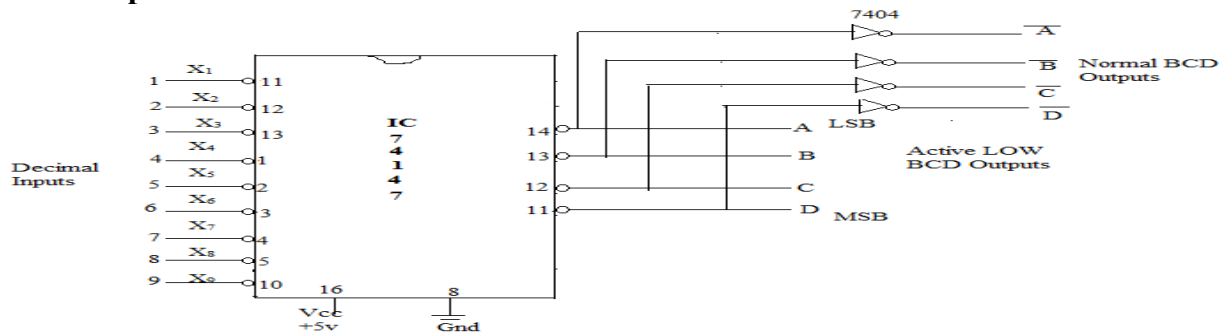 7404
A
B
Normal BCD
Outputs
C
D
1 X₁ 11
2 X₂ 12
3 X₃ 13
4 X₄ 1
5 X₅ 2
6 X₆ 3
7 X₇ 4
8 X₈ 5
9 X₉ 10
Decimal
Inputs
IC
7
4
1
4
7
14 A LSB
13 B
12 C
11 D MSB
Active LOW
BCD Outputs
16 8
Vcc
+5v
Gnd